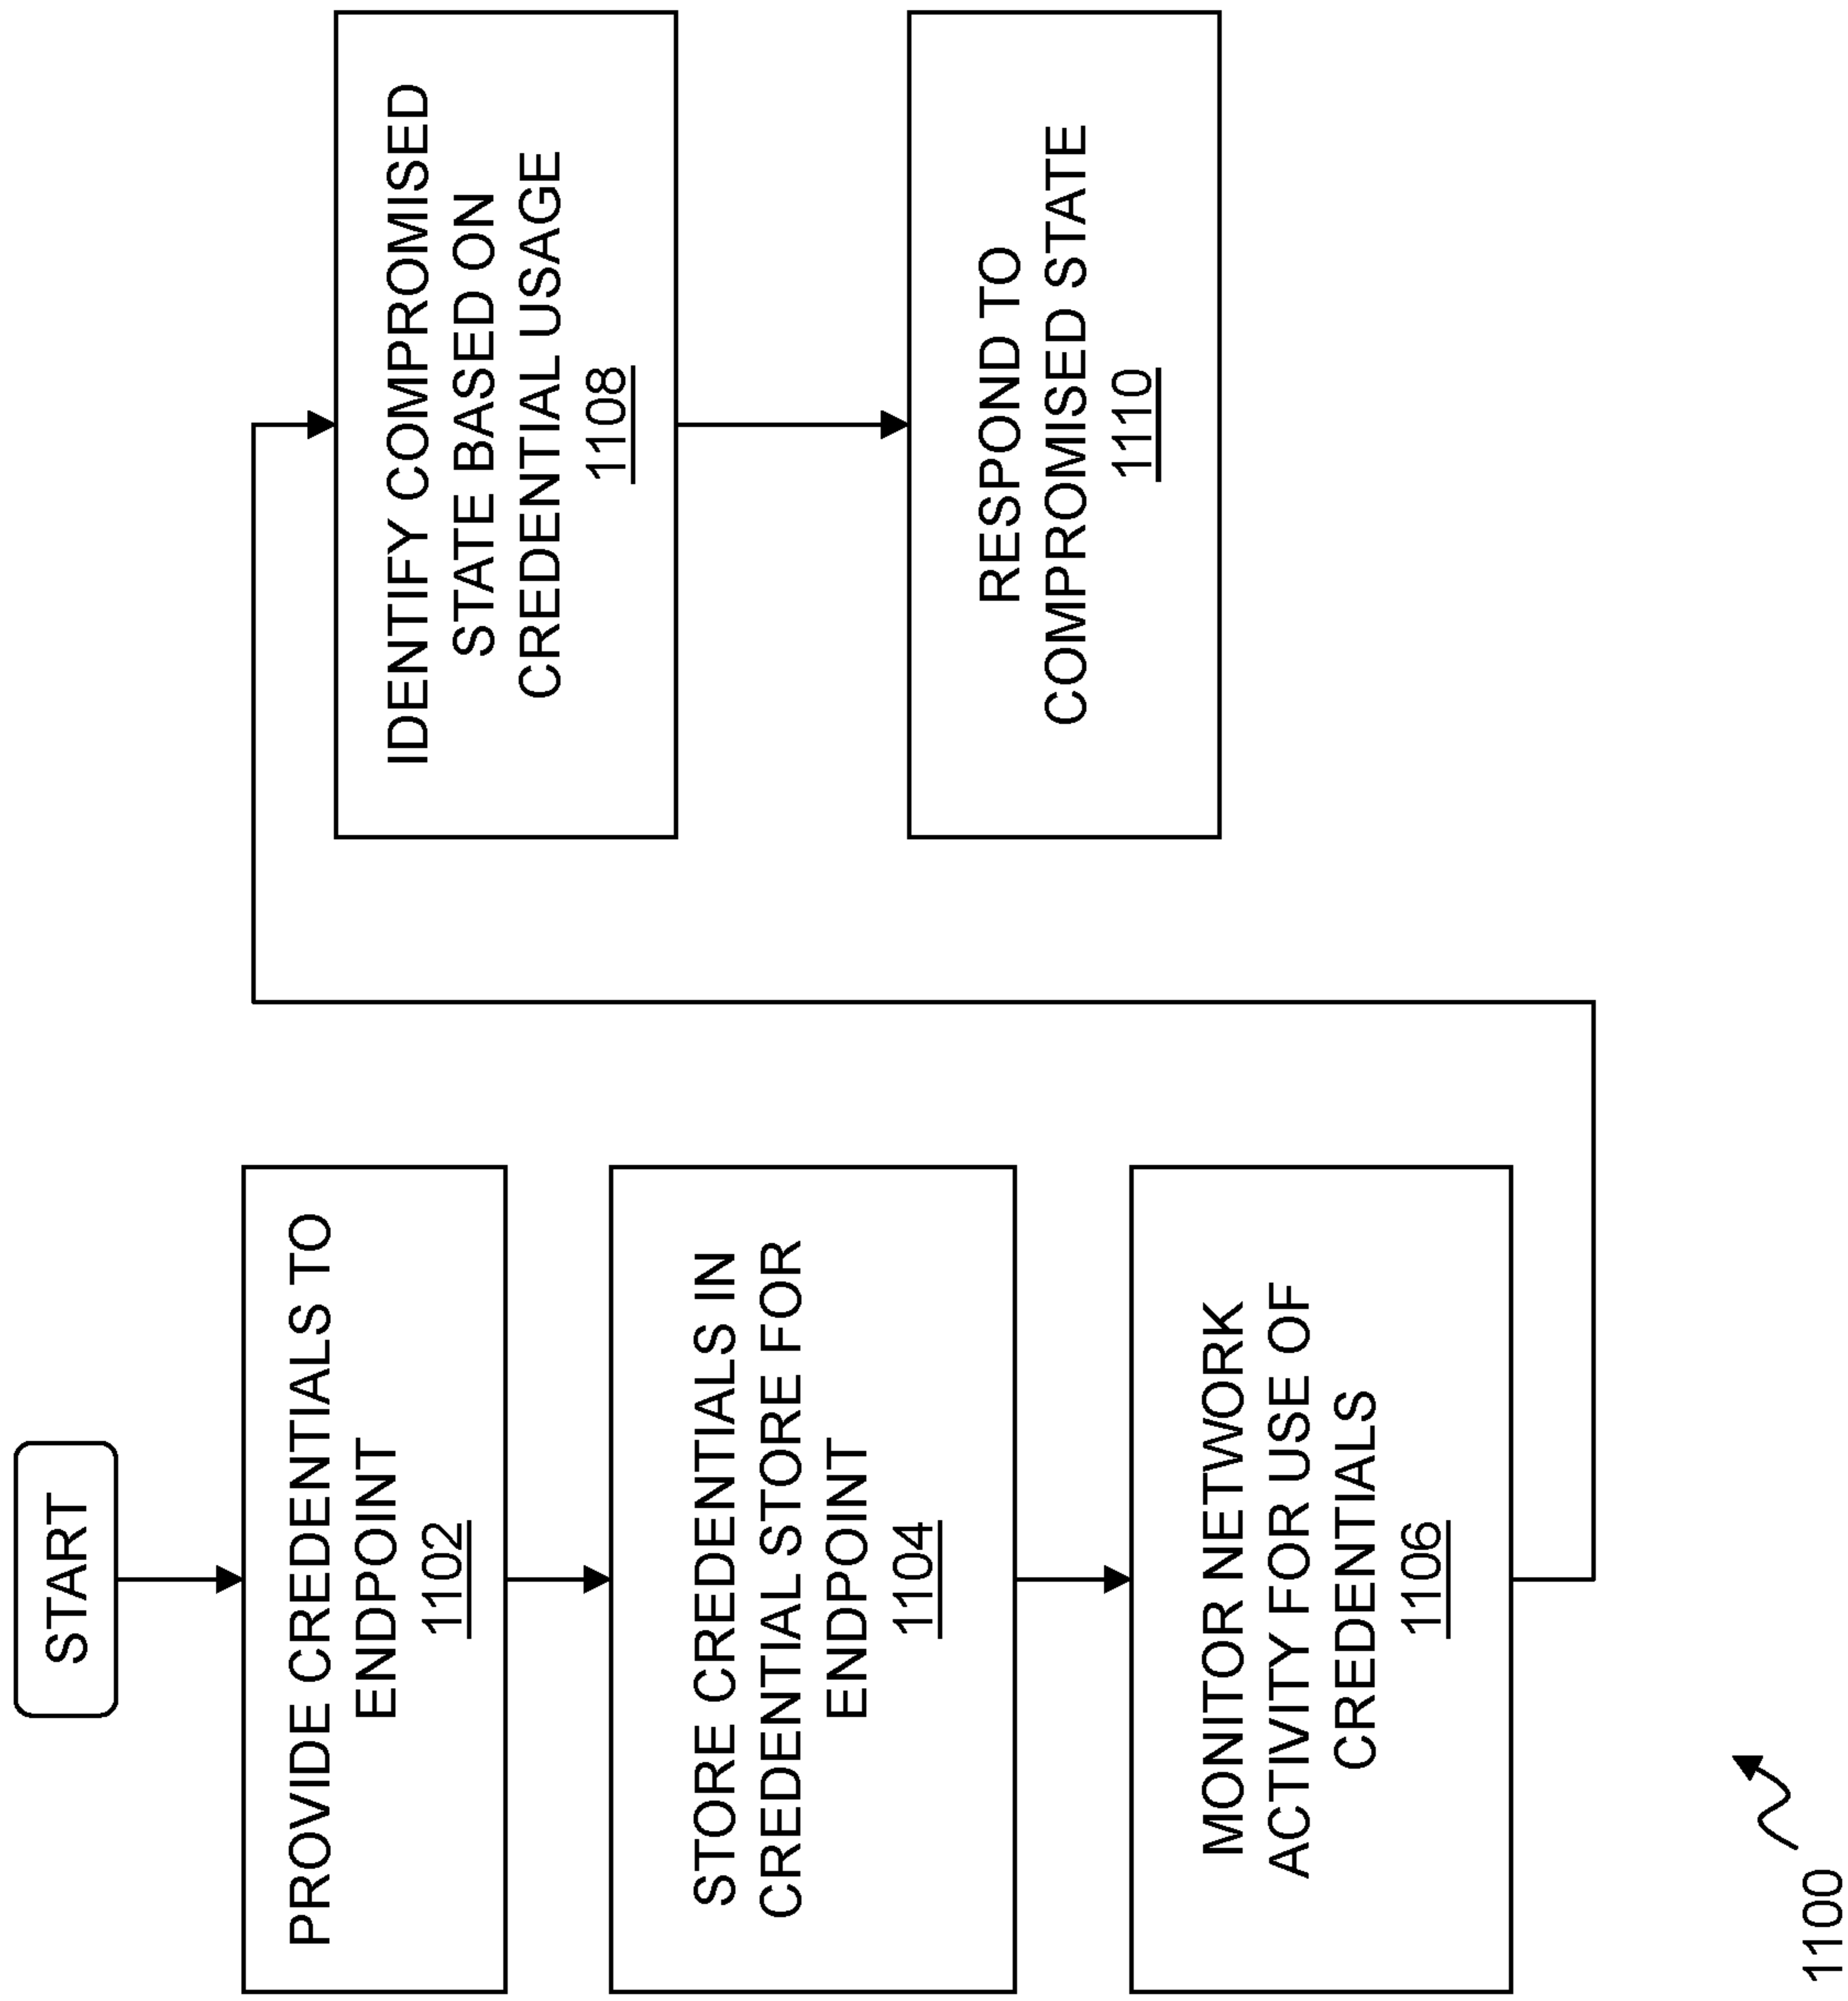 START
PROVIDE CREDENTIALS TO
ENDPOINT
1102
STORE CREDENTIALS IN
CREDENTIAL STORE FOR
ENDPOINT
1104
MONITOR NETWORK
ACTIVITY FOR USE OF
CREDENTIALS
1106
IDENTIFY COMPROMISED
STATE BASED ON
CREDENTIAL USAGE
1108
RESPOND TO
COMPROMISED STATE
1110
1100